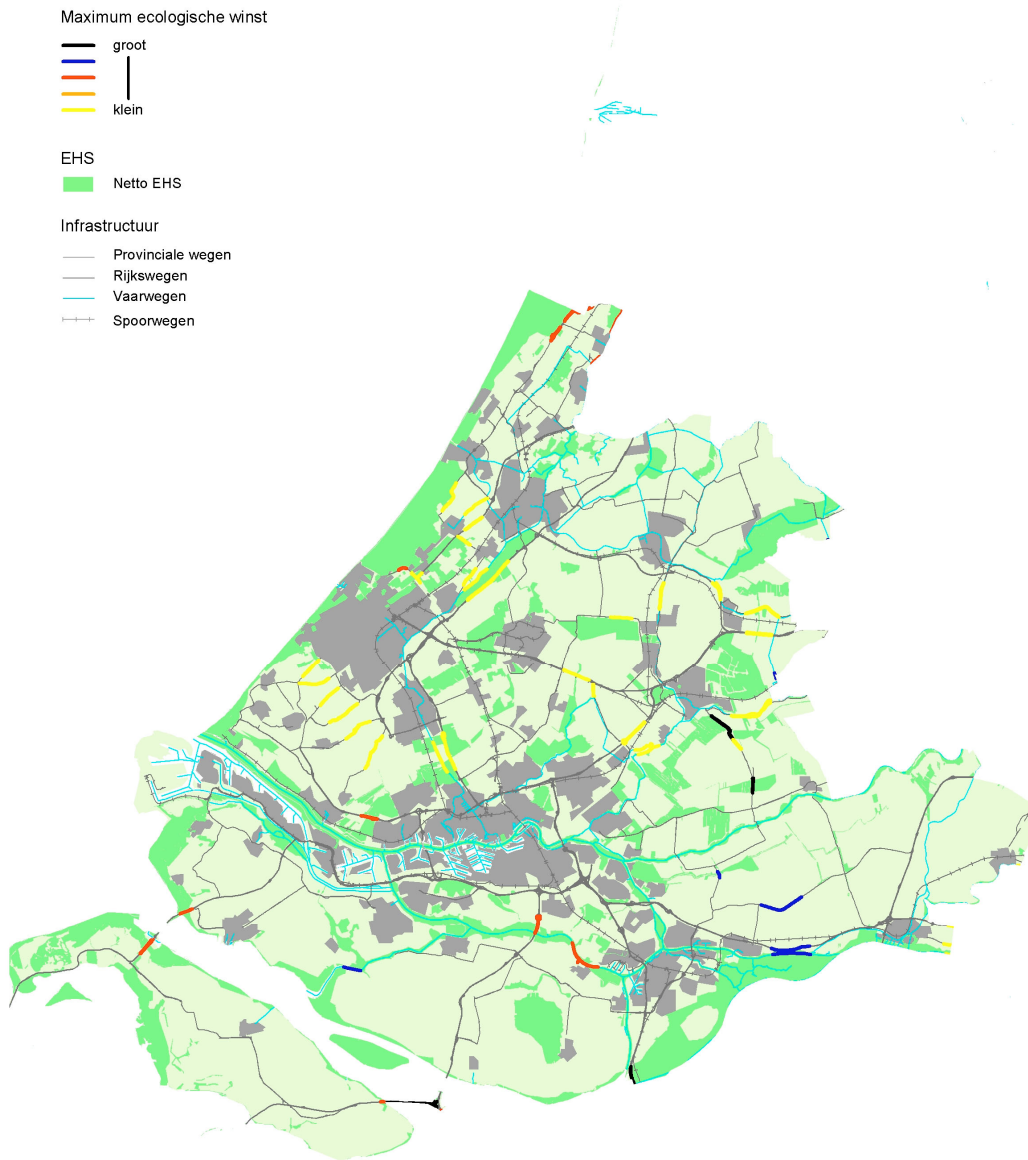 Maximum ecologische winst
groot
klein
EHS
Netto EHS
Infrastructuur
Provinciale wegen
Rijkswegen
Vaarwegen
Spoorwegen